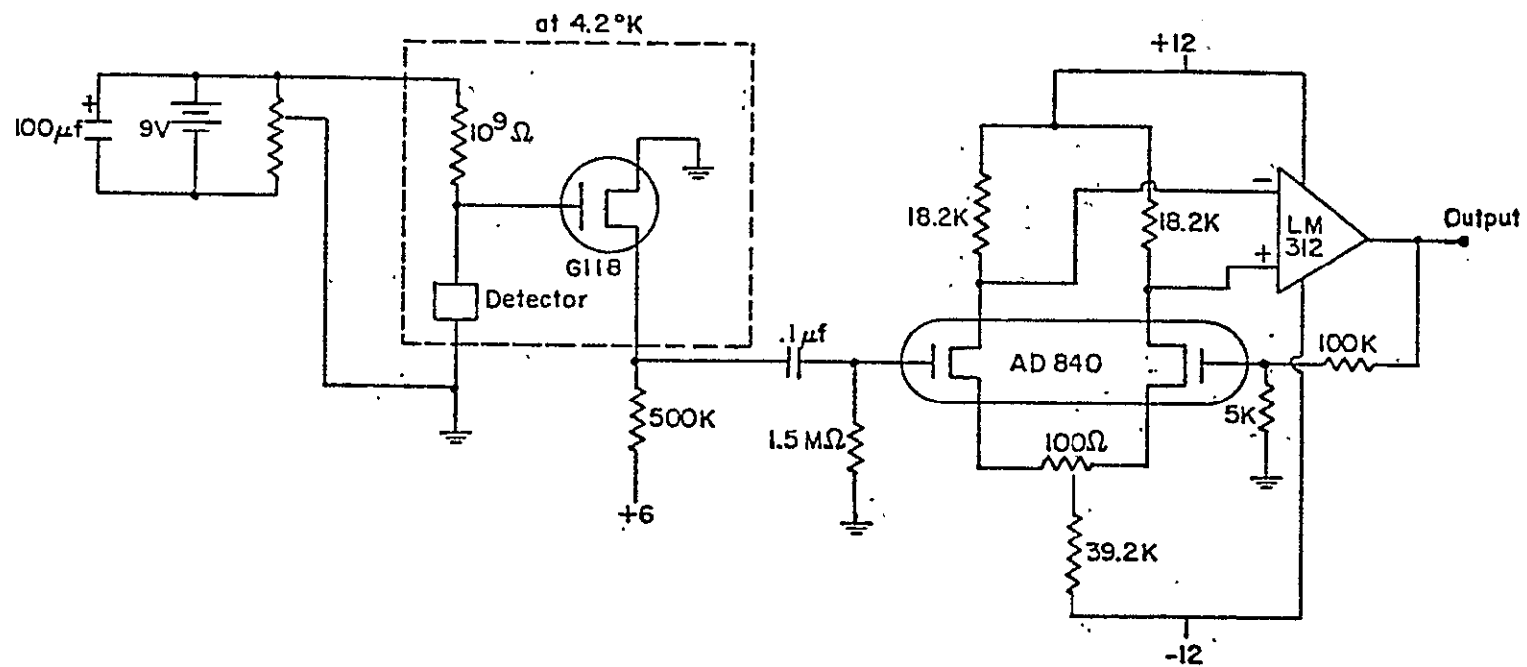 at 4.2°K
+12
+
100μf
9V
10⁹Ω
G118
Detector
18.2K
18.2K
−
+
LM
312
Output
.1μf
AD 840
100K
500K
1.5 MΩ
100Ω
5K
+6
39.2K
-12